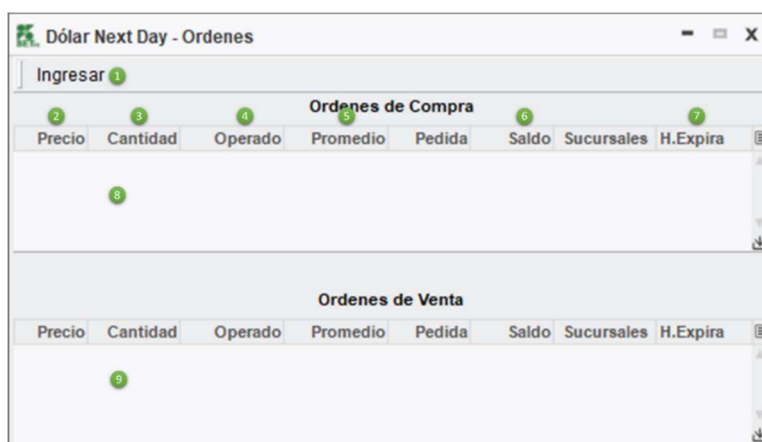 Dólar Next Day - Ordenes
Ingresar 1
Ordenes de Compra
2 3 4 5 6 7
Precio Cantidad Operado Promedio Pedida Saldo Sucursales H.Expira
8
Ordenes de Venta
Precio Cantidad Operado Promedio Pedida Saldo Sucursales H.Expira
9